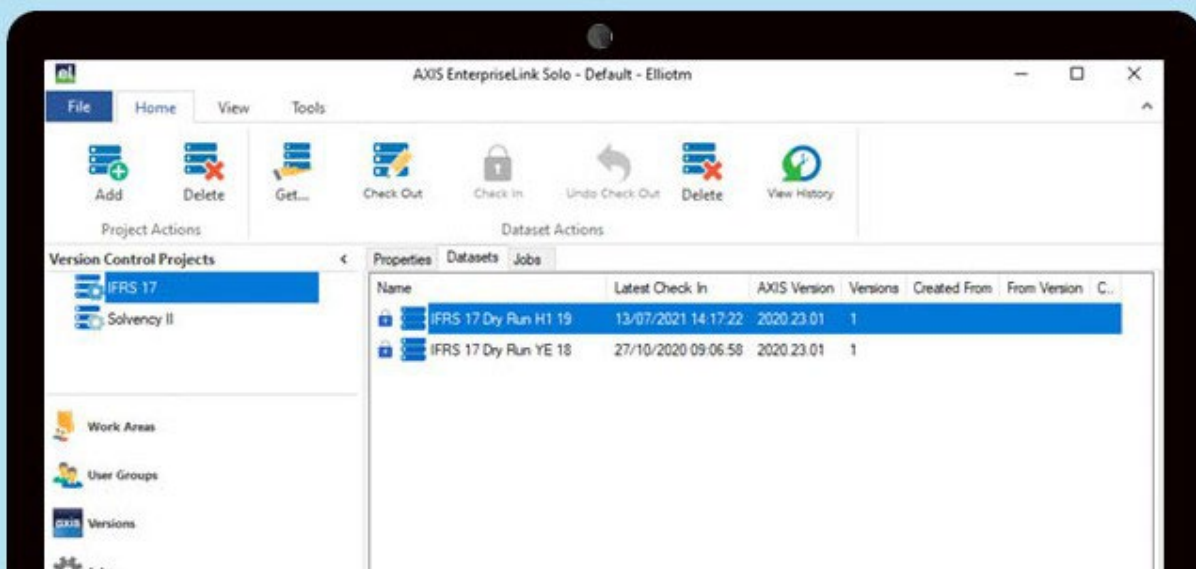 el
AXIS EnterpriseLink Solo - Default - Elliotm
File Home View Tools
Add Delete Get... Check Out Check In Undo Check Out Delete View History
Project Actions Dataset Actions
Version Control Projects < Properties Datasets Jobs
IFRS 17
Solvency II
Name Latest Check In AXIS Version Versions Created From From Version C..
IFRS 17 Dry Run H1 19 13/07/2021 14:17:22 2020.23.01 1
IFRS 17 Dry Run YE 18 27/10/2020 09:06:58 2020.23.01 1
Work Areas
User Groups
axis Versions